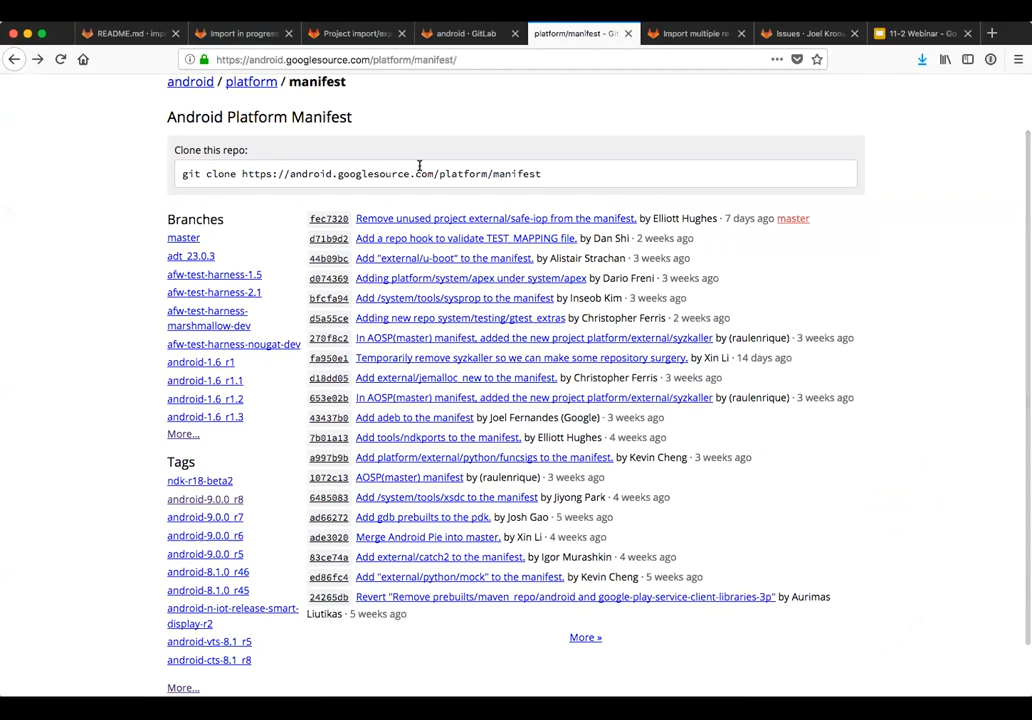 README.md · imp
Import in progress
Project import/exp
android · GitLab
platform/manifest - Git
Import multiple re
Issues · Joel Kroo
11-2 Webinar - Go
https://android.googlesource.com/platform/manifest/
android / platform / manifest
Android Platform Manifest
Clone this repo:
git clone https://android.googlesource.com/platform/manifest
Branches
master
adt_23.0.3
afw-test-harness-1.5
afw-test-harness-2.1
afw-test-harness-
marshmallow-dev
afw-test-harness-nougat-dev
android-1.6_r1
android-1.6_r1.1
android-1.6_r1.2
android-1.6_r1.3
More...
Tags
ndk-r18-beta2
android-9.0.0_r8
android-9.0.0_r7
android-9.0.0_r6
android-9.0.0_r5
android-8.1.0_r46
android-8.1.0_r45
android-n-iot-release-smart-
display-r2
android-vts-8.1_r5
android-cts-8.1_r8
More...
fec7320 Remove unused project external/safe-iop from the manifest. by Elliott Hughes · 7 days ago master
d71b9d2 Add a repo hook to validate TEST_MAPPING file. by Dan Shi · 2 weeks ago
44b09bc Add "external/u-boot" to the manifest. by Alistair Strachan · 3 weeks ago
d074369 Adding platform/system/apex under system/apex by Dario Freni · 3 weeks ago
bfcfa94 Add /system/tools/sysprop to the manifest by Inseob Kim · 3 weeks ago
d5a55ce Adding new repo system/testing/gtest_extras by Christopher Ferris · 2 weeks ago
270f8c2 In AOSP(master) manifest, added the new project platform/external/syzkaller by (raulenrique) · 3 weeks ago
fa950e1 Temporarily remove syzkaller so we can make some repository surgery. by Xin Li · 14 days ago
d18dd05 Add external/jemalloc_new to the manifest. by Christopher Ferris · 3 weeks ago
653e02b In AOSP(master) manifest, added the new project platform/external/syzkaller by (raulenrique) · 3 weeks ago
43437b0 Add adeb to the manifest by Joel Fernandes (Google) · 3 weeks ago
7b01a13 Add tools/ndkports to the manifest. by Elliott Hughes · 4 weeks ago
a997b9b Add platform/external/python/funcsigs to the manifest. by Kevin Cheng · 3 weeks ago
1072c13 AOSP(master) manifest by (raulenrique) · 3 weeks ago
6485083 Add /system/tools/xsdc to the manifest by Jiyong Park · 4 weeks ago
ad66272 Add gdb prebuilts to the pdk. by Josh Gao · 5 weeks ago
ade3020 Merge Android Pie into master. by Xin Li · 4 weeks ago
83ce74a Add external/catch2 to the manifest. by Igor Murashkin · 4 weeks ago
ed86fc4 Add "external/python/mock" to the manifest. by Kevin Cheng · 5 weeks ago
24265db Revert "Remove prebuilts/maven_repo/android and google-play-service-client-libraries-3p" by Aurimas
Liutikas · 5 weeks ago
More »